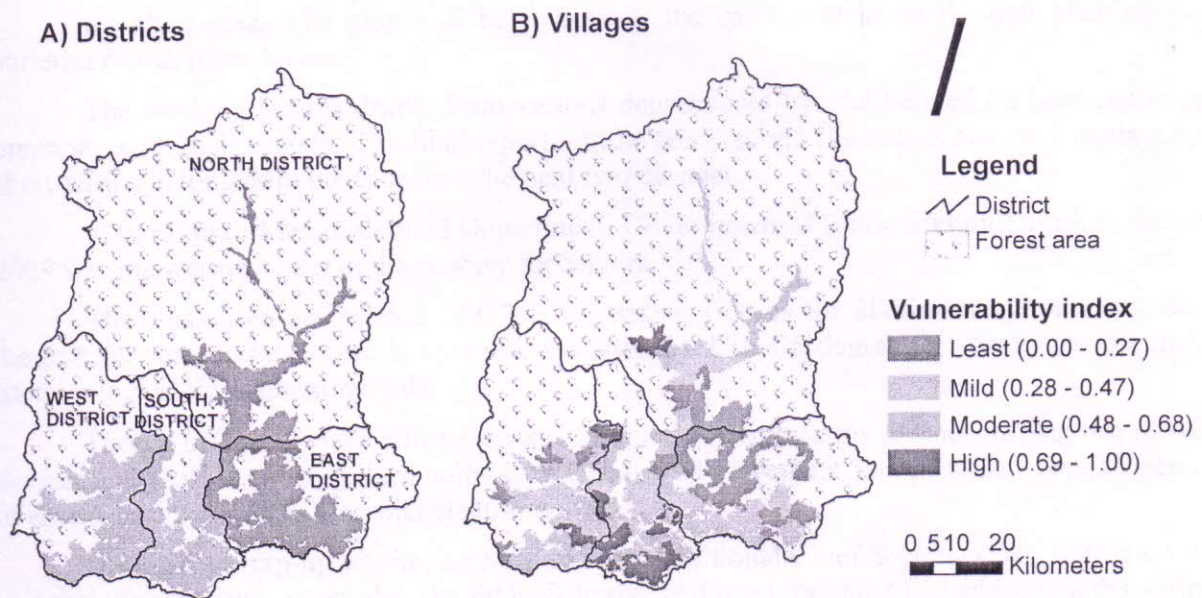 A) Districts
B) Villages
NORTH DISTRICT
WEST
DISTRICT
SOUTH
DISTRICT
EAST
DISTRICT
Legend
District
Forest area
Vulnerability index
Least (0.00 - 0.27)
Mild (0.28 - 0.47)
Moderate (0.48 - 0.68)
High (0.69 - 1.00)
0 510 20
Kilometers